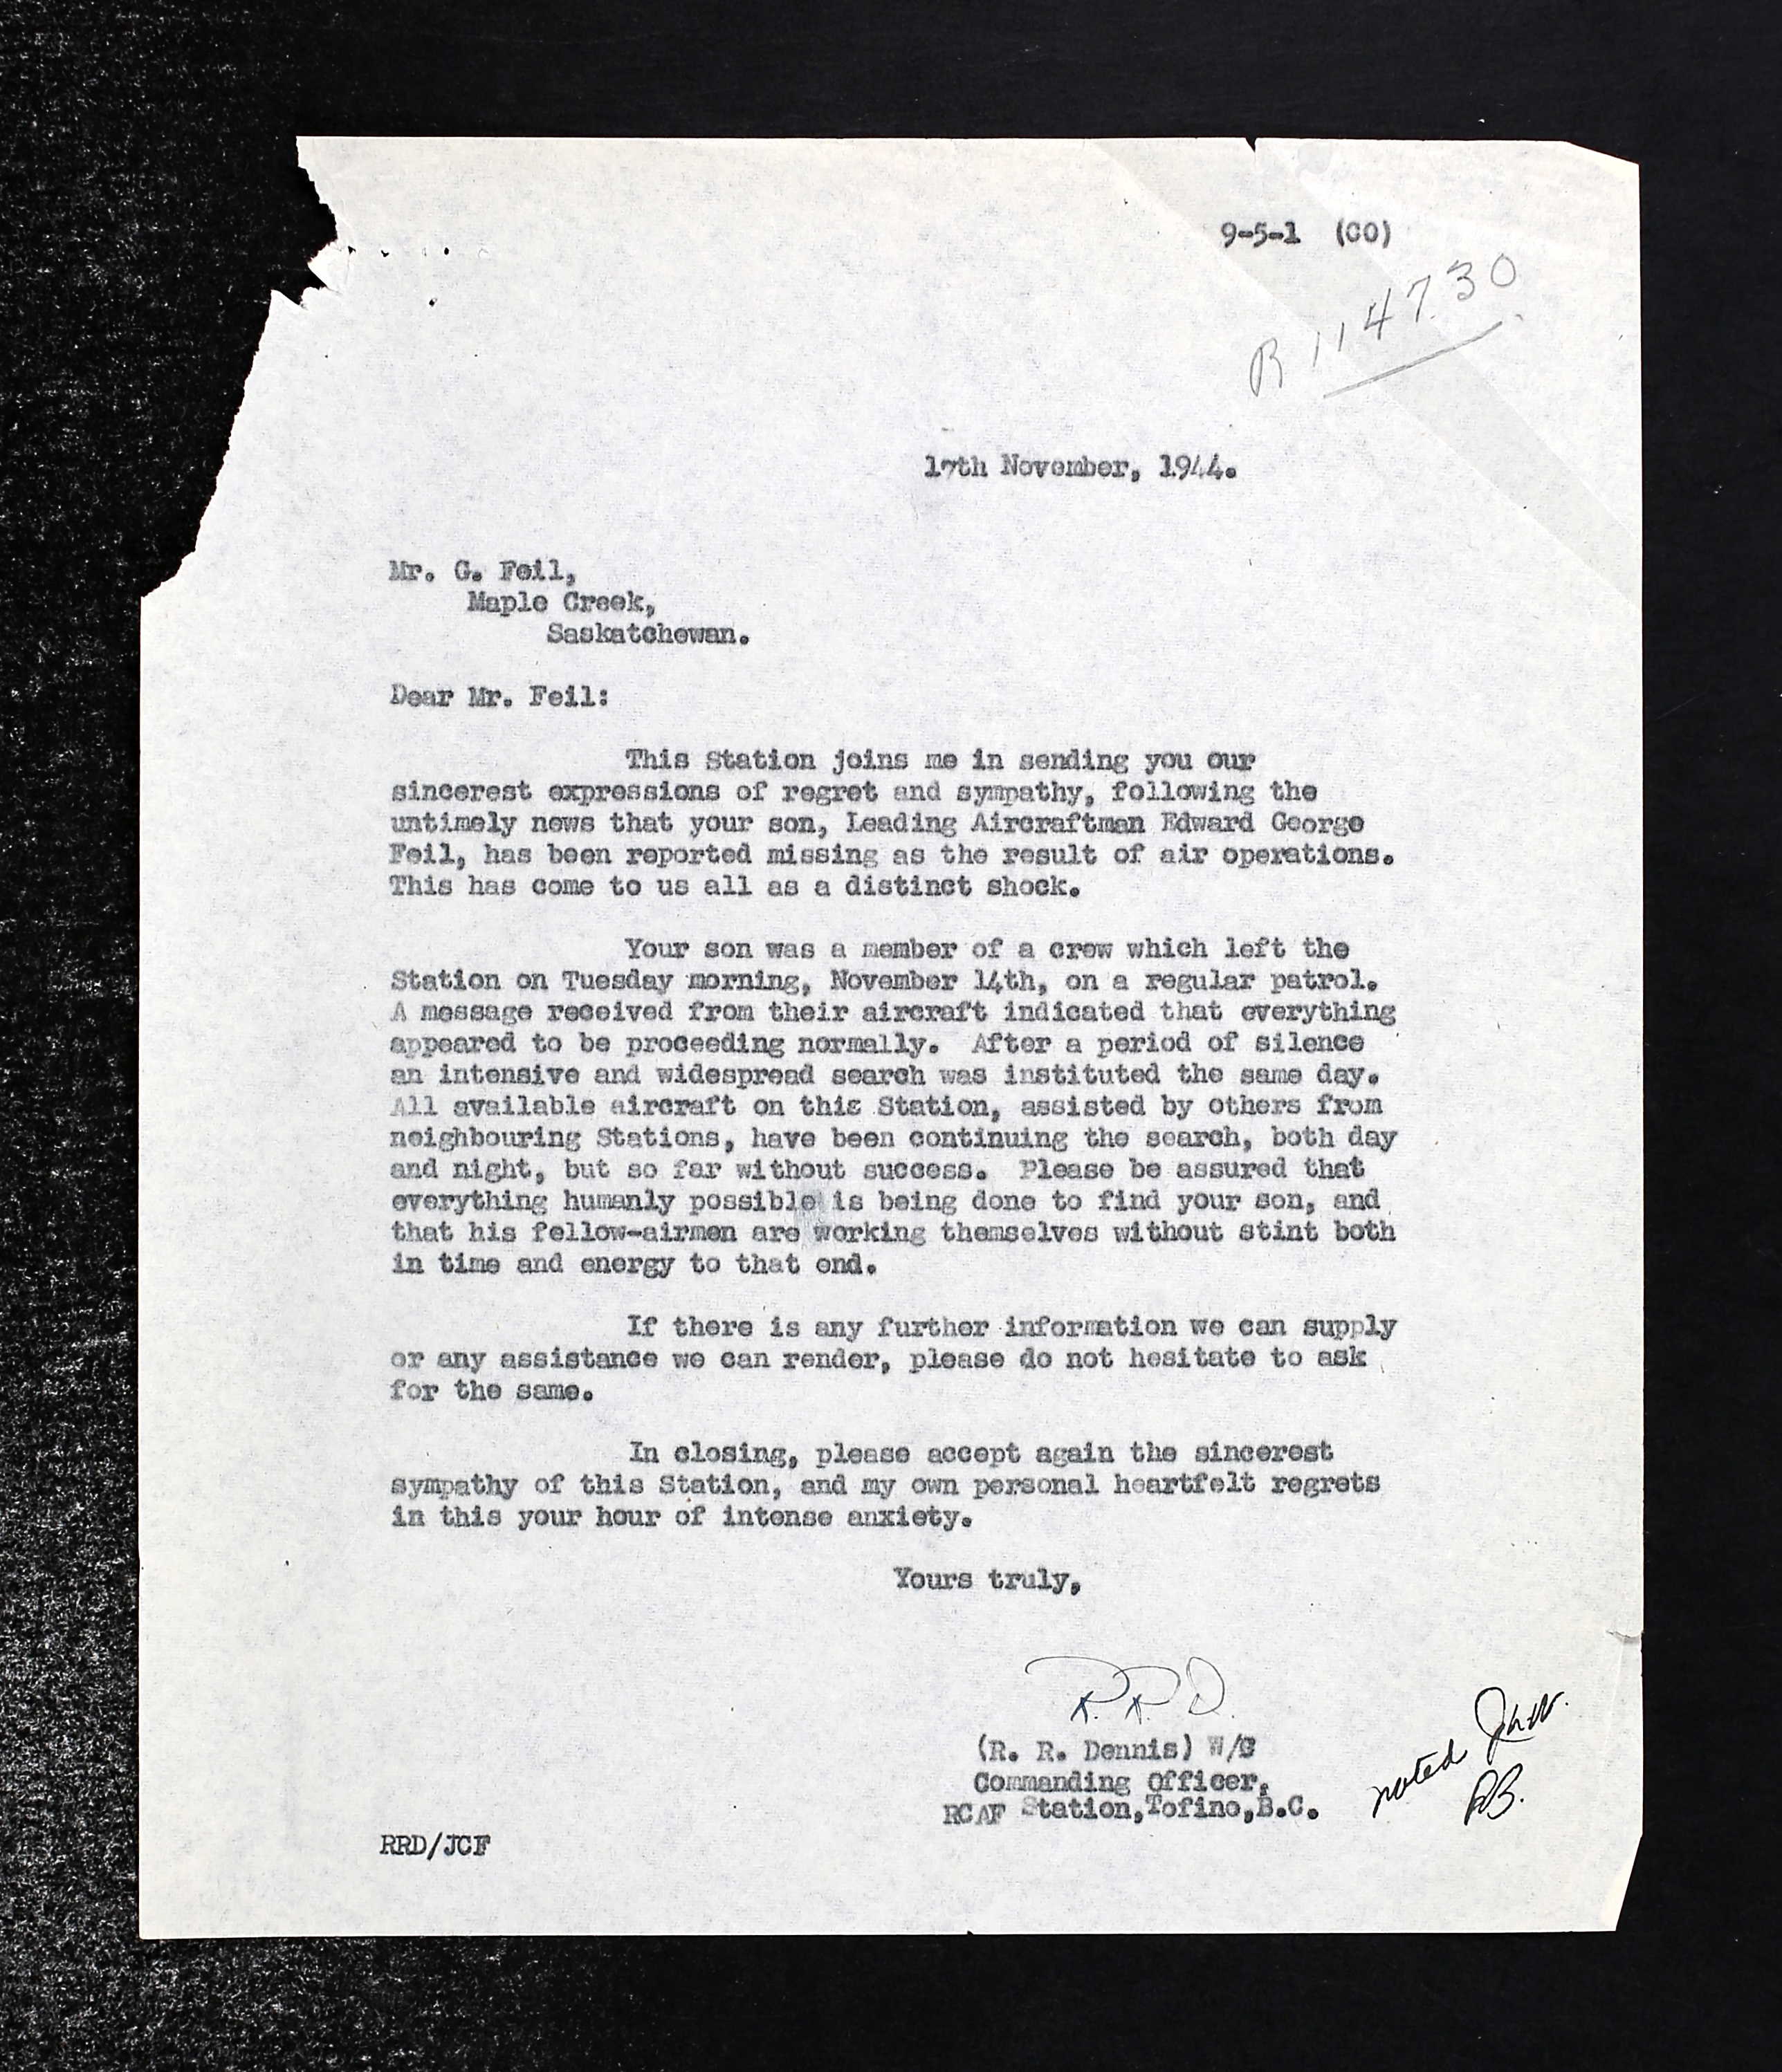 9-5-1 (CO)
R114730
17th November, 1944.
Mr. G. Feil,
Maple Creek,
Saskatchewan.
Dear Mr. Feil:
This Station joins me in sending you our
sincerest expressions of regret and sympathy, following the
untimely news that your son, Leading Aircraftman Edward George
Feil, has been reported missing as the result of air operations.
This has come to us all as a distinct shock.
Your son was a member of a crew which left the
Station on Tuesday morning, November 14th, on a regular patrol.
A message received from their aircraft indicated that everything
appeared to be proceeding normally. After a period of silence
an intensive and widespread search was instituted the same day.
All available aircraft on this Station, assisted by others from
neighbouring Stations, have been continuing the search, both day
and night, but so far without success. Please be assured that
everything humanly possible is being done to find your son, and
that his fellow-airmen are working themselves without stint both
in time and energy to that end.
If there is any further information we can supply
or any assistance we can render, please do not hesitate to ask
for the same.
In closing, please accept again the sincerest
sympathy of this Station, and my own personal heartfelt regrets
in this your hour of intense anxiety.
Yours truly,
R.R.D.
(R. R. Dennis) W/C
Commanding Officer,
RCAF Station,Tofino,B.C.
noted
RRD/JCF